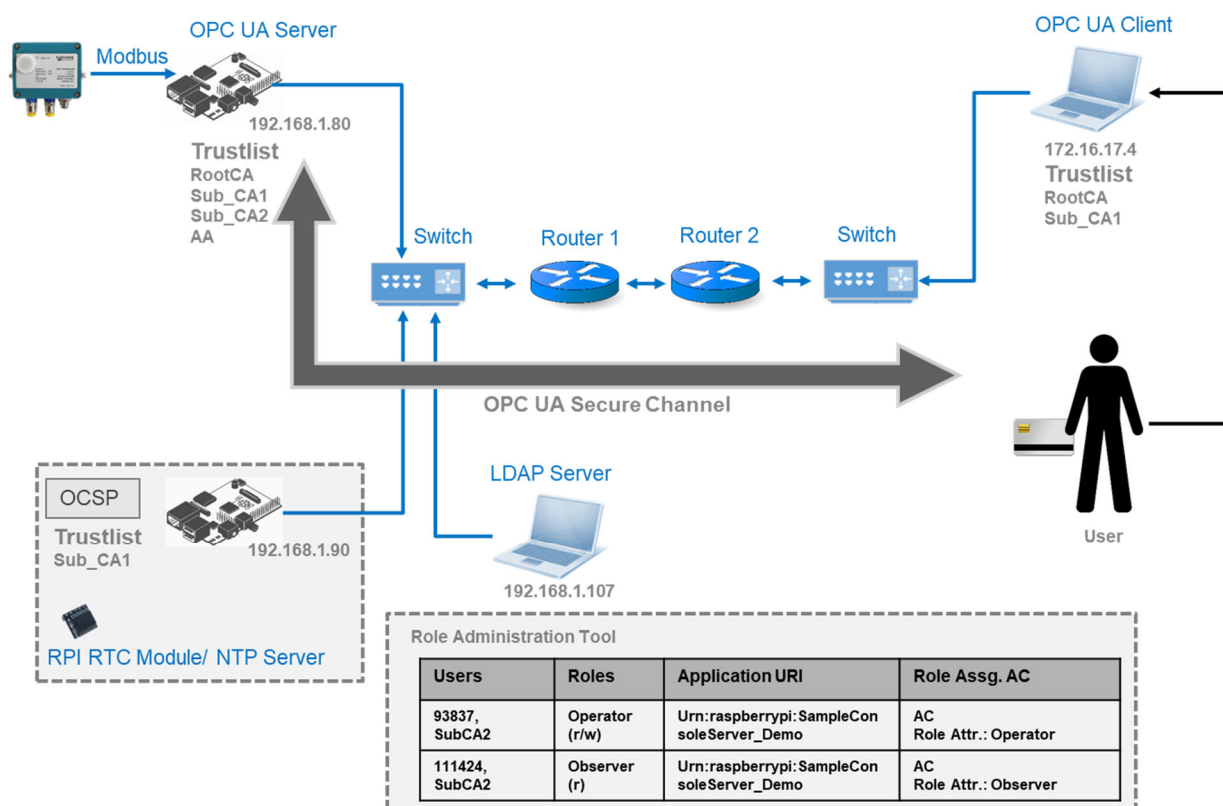 OPC UA Server
OPC UA Client
Modbus
192.168.1.80
172.16.17.4
Trustlist
RootCA
Sub_CA1
Sub_CA2
AA
Trustlist
RootCA
Sub_CA1
Switch
Router 1
Router 2
Switch
OPC UA Secure Channel
OCSP
Trustlist
Sub_CA1
192.168.1.90
RPI RTC Module/ NTP Server
LDAP Server
192.168.1.107
User
Role Administration Tool
Users
Roles
Application URI
Role Assg. AC
93837,
SubCA2
Operator
(r/w)
Urn:raspberrypi:SampleCon
soleServer_Demo
AC
Role Attr.: Operator
111424,
SubCA2
Observer
(r)
Urn:raspberrypi:SampleCon
soleServer_Demo
AC
Role Attr.: Observer